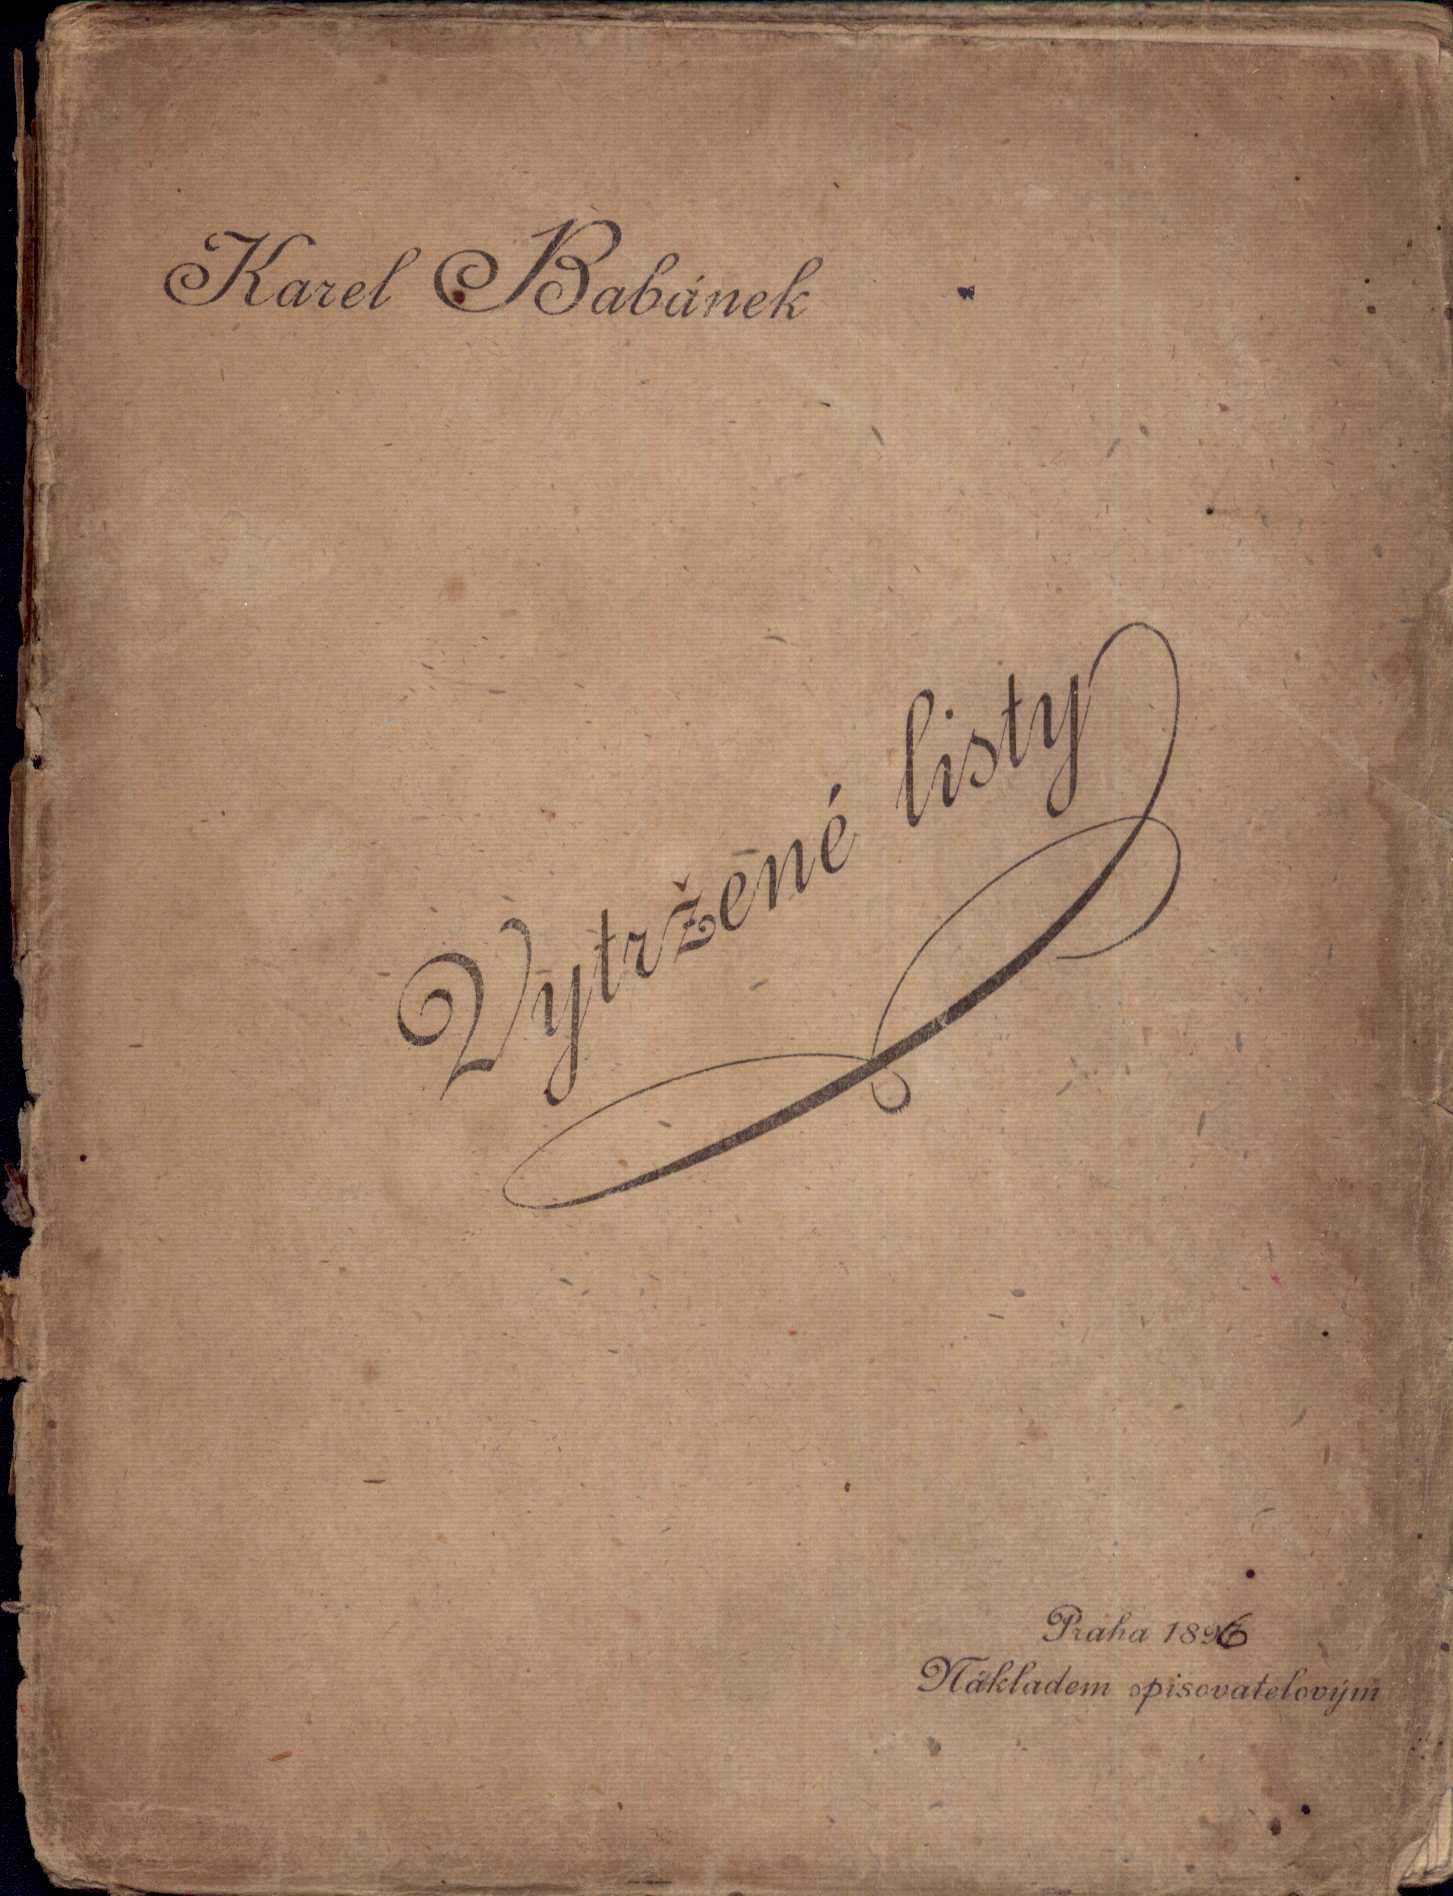 Karel Babánek
Vytržené listy
Praha 1896
Nákladem spisovatelovým